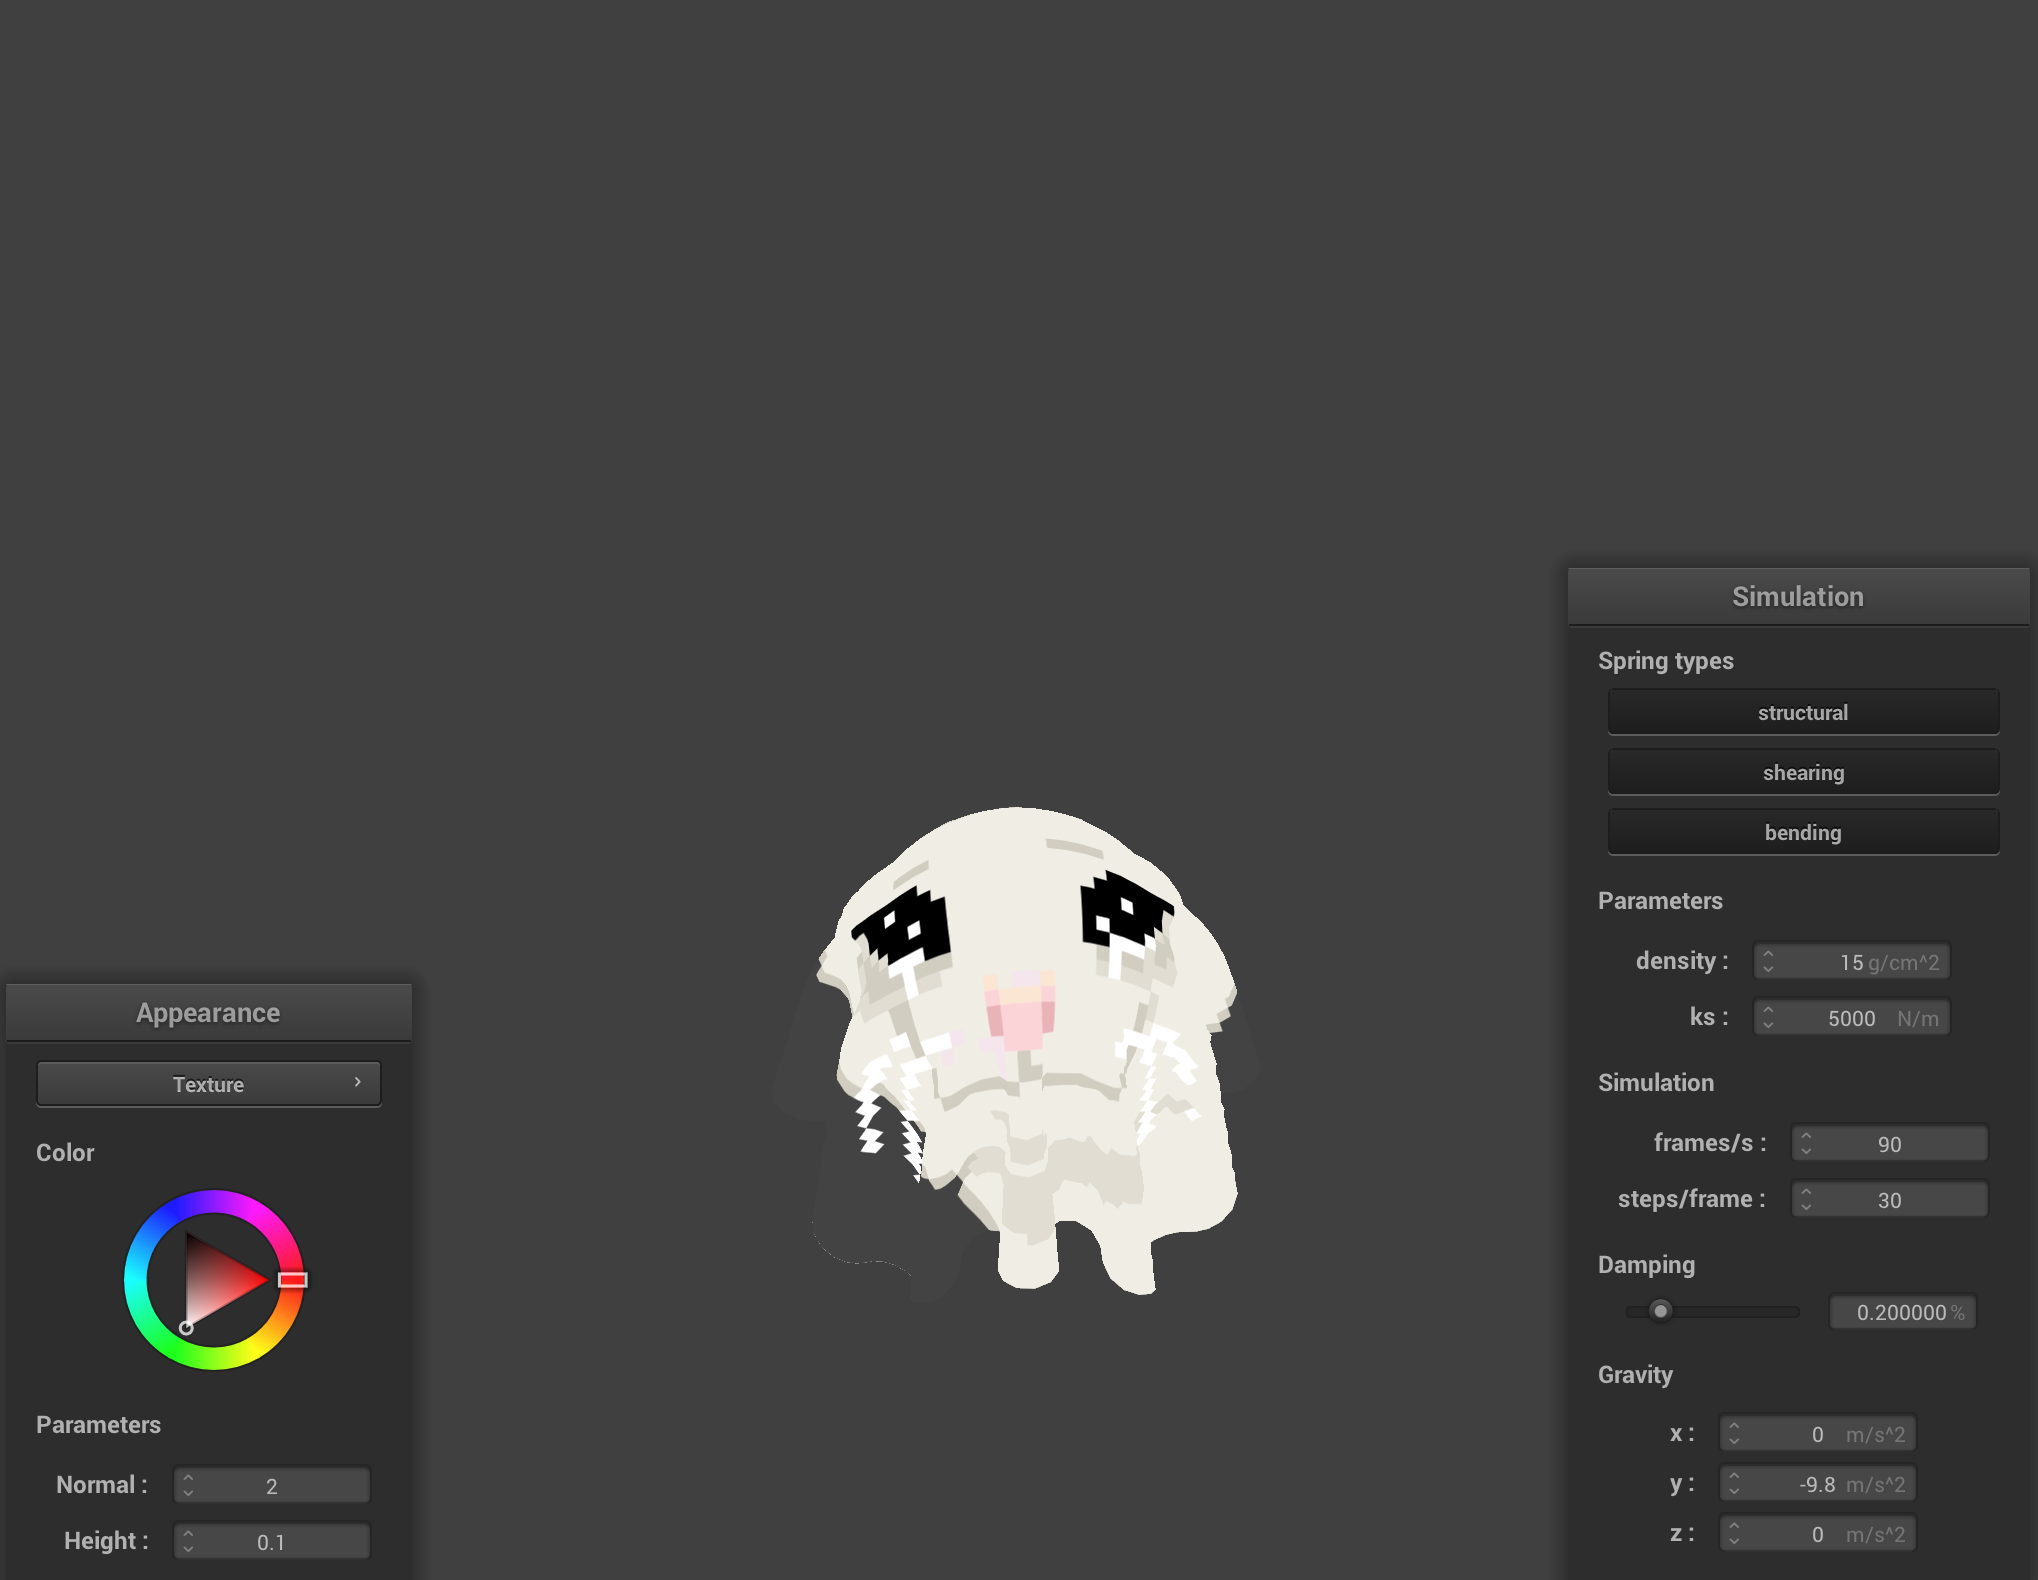 Appearance
Texture
Color
Parameters
Normal : 2
Height : 0.1
Simulation
Spring types
structural
shearing
bending
Parameters
density : 15 g/cm^2
ks : 5000 N/m
Simulation
frames/s : 90
steps/frame : 30
Damping
0.200000 %
Gravity
x : 0 m/s^2
y : -9.8 m/s^2
z : 0 m/s^2